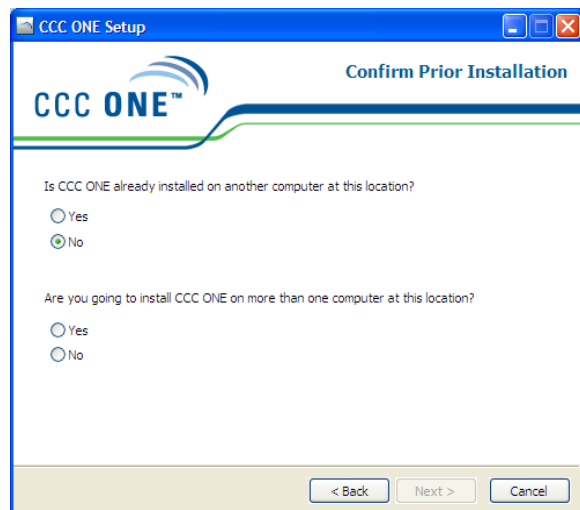 CCC ONE Setup
Confirm Prior Installation
CCC ONE™
Is CCC ONE already installed on another computer at this location?
Yes
No
Are you going to install CCC ONE on more than one computer at this location?
Yes
No
< Back Next > Cancel